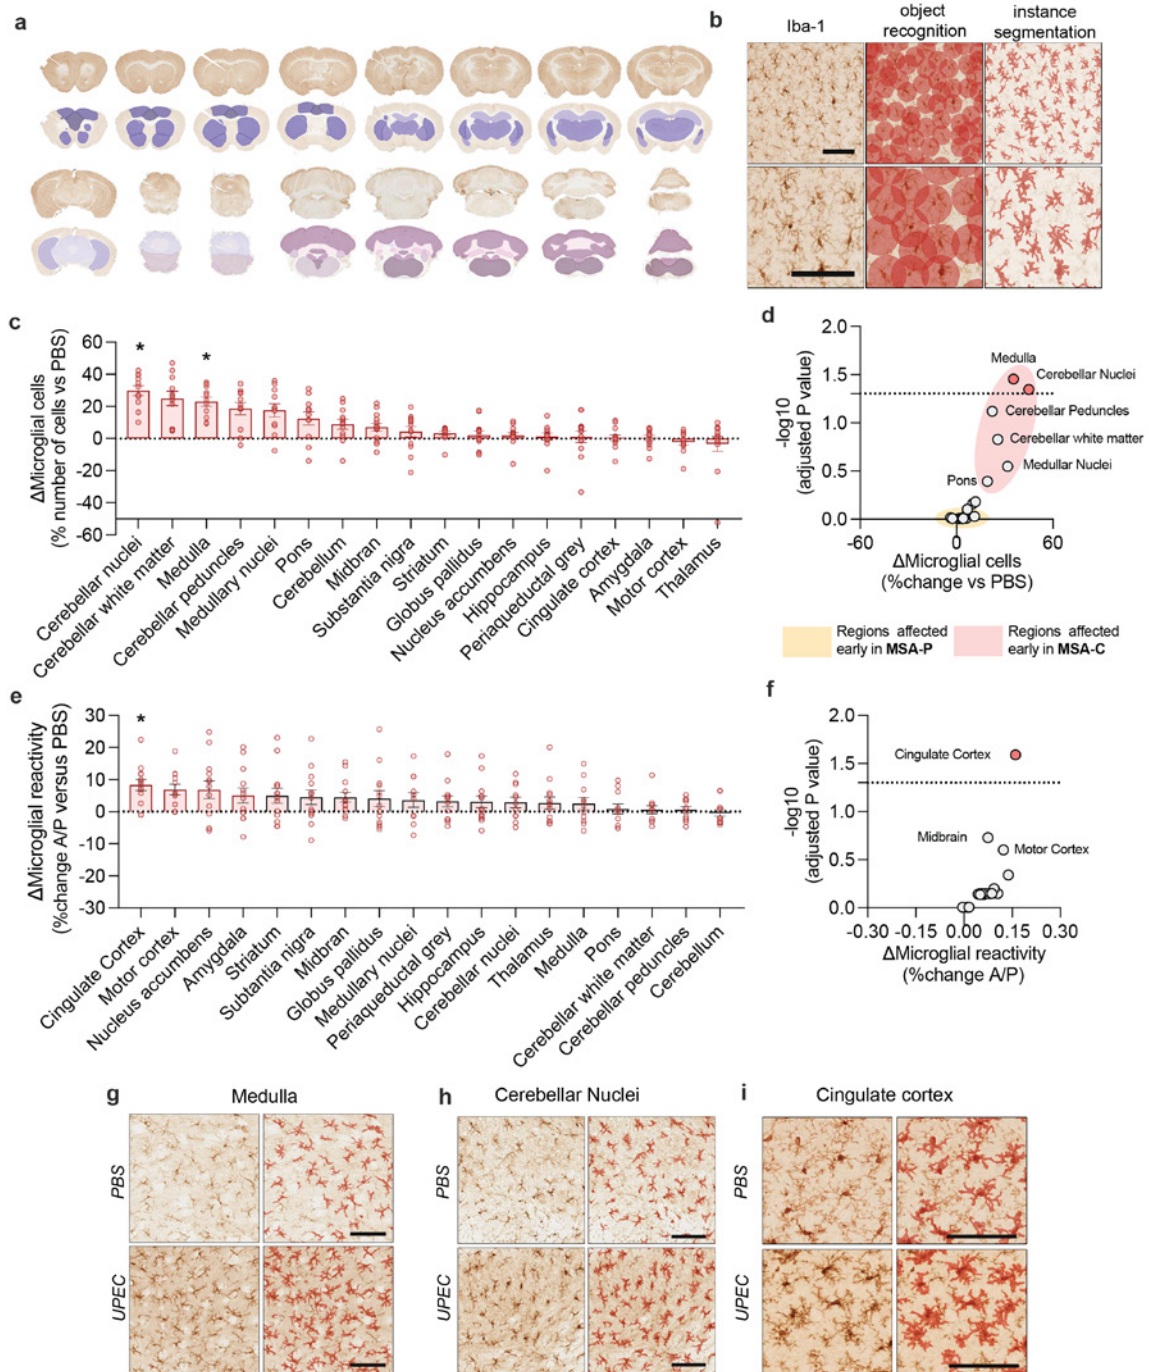 a
b
Iba-1
object
recognition
instance
segmentation
c
ΔMicroglial cells
(% number of cells vs PBS)
60
40
20
0
-20
-40
-60
*
*
Cerebellar nuclei
Cerebellar white matter
Medulla
Cerebellar peduncles
Medullary nuclei
Pons
Cerebellum
Midbran
Substantia nigra
Striatum
Globus pallidus
Nucleus accumbens
Hippocampus
Periaqueductal grey
Cingulate cortex
Amygdala
Motor cortex
Thalamus
d
-log10
(adjusted P value)
2.0
1.5
1.0
0.5
0.0
Medulla
Cerebellar Nuclei
Cerebellar Peduncles
Cerebellar white matter
Medullar Nuclei
Pons
-60
0
60
ΔMicroglial cells
(%change vs PBS)
Regions affected
early in MSA-P
Regions affected
early in MSA-C
e
ΔMicroglial reactivity
(%change A/P versus PBS)
30
20
10
0
-10
-20
-30
*
Cingulate Cortex
Motor cortex
Nucleus accumbens
Amygdala
Striatum
Subtantia nigra
Midbran
Globus pallidus
Medullary nuclei
Periaqueductal grey
Hippocampus
Cerebellar nuclei
Thalamus
Medulla
Pons
Cerebellar white matter
Cerebellar peduncles
Cerebellum
f
-log10
(adjusted P value)
2.0
1.5
1.0
0.5
0.0
Cingulate Cortex
Midbrain
Motor Cortex
-0.30
-0.15
0.00
0.15
0.30
ΔMicroglial reactivity
(%change A/P)
g
Medulla
PBS
UPEC
h
Cerebellar Nuclei
PBS
UPEC
i
Cingulate cortex
PBS
UPEC